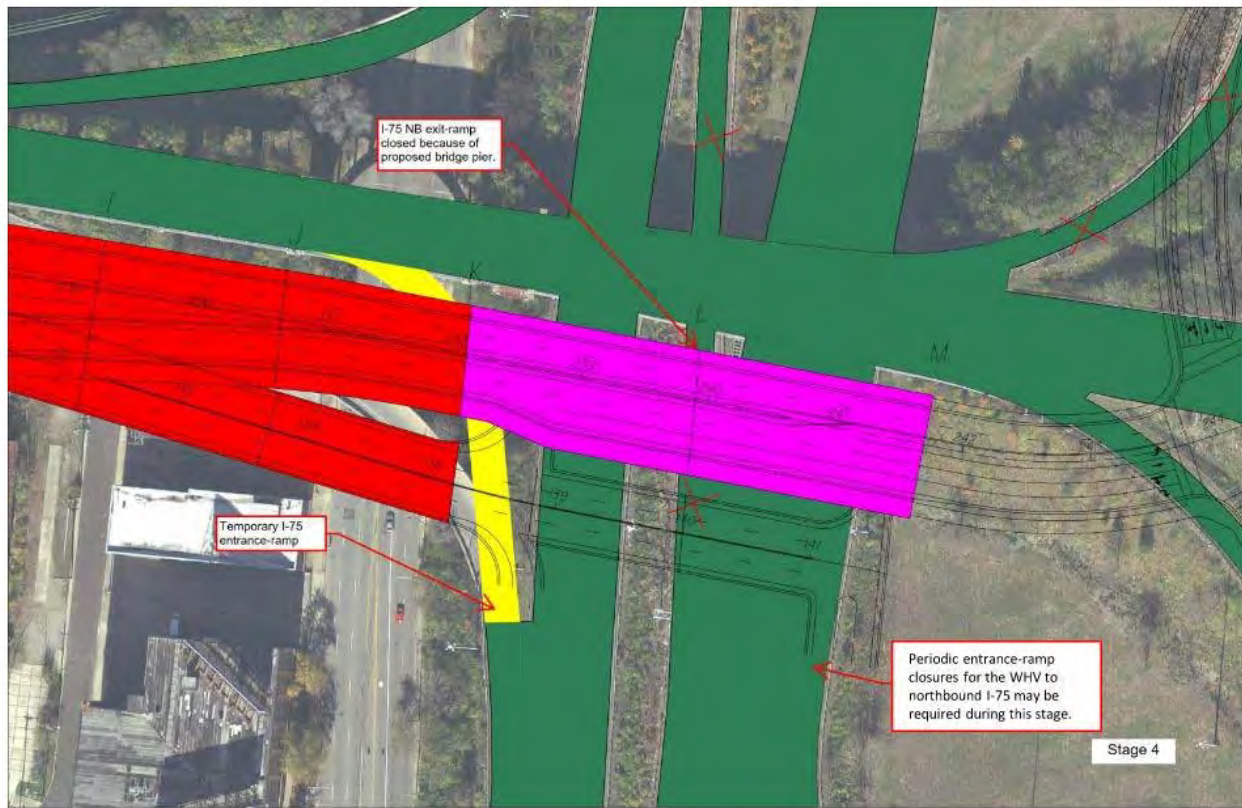 I-75 NB exit-ramp
closed because of
proposed bridge pier.
J
K
L
M
Temporary I-75
entrance-ramp
Periodic entrance-ramp
closures for the WHV to
northbound I-75 may be
required during this stage.
Stage 4